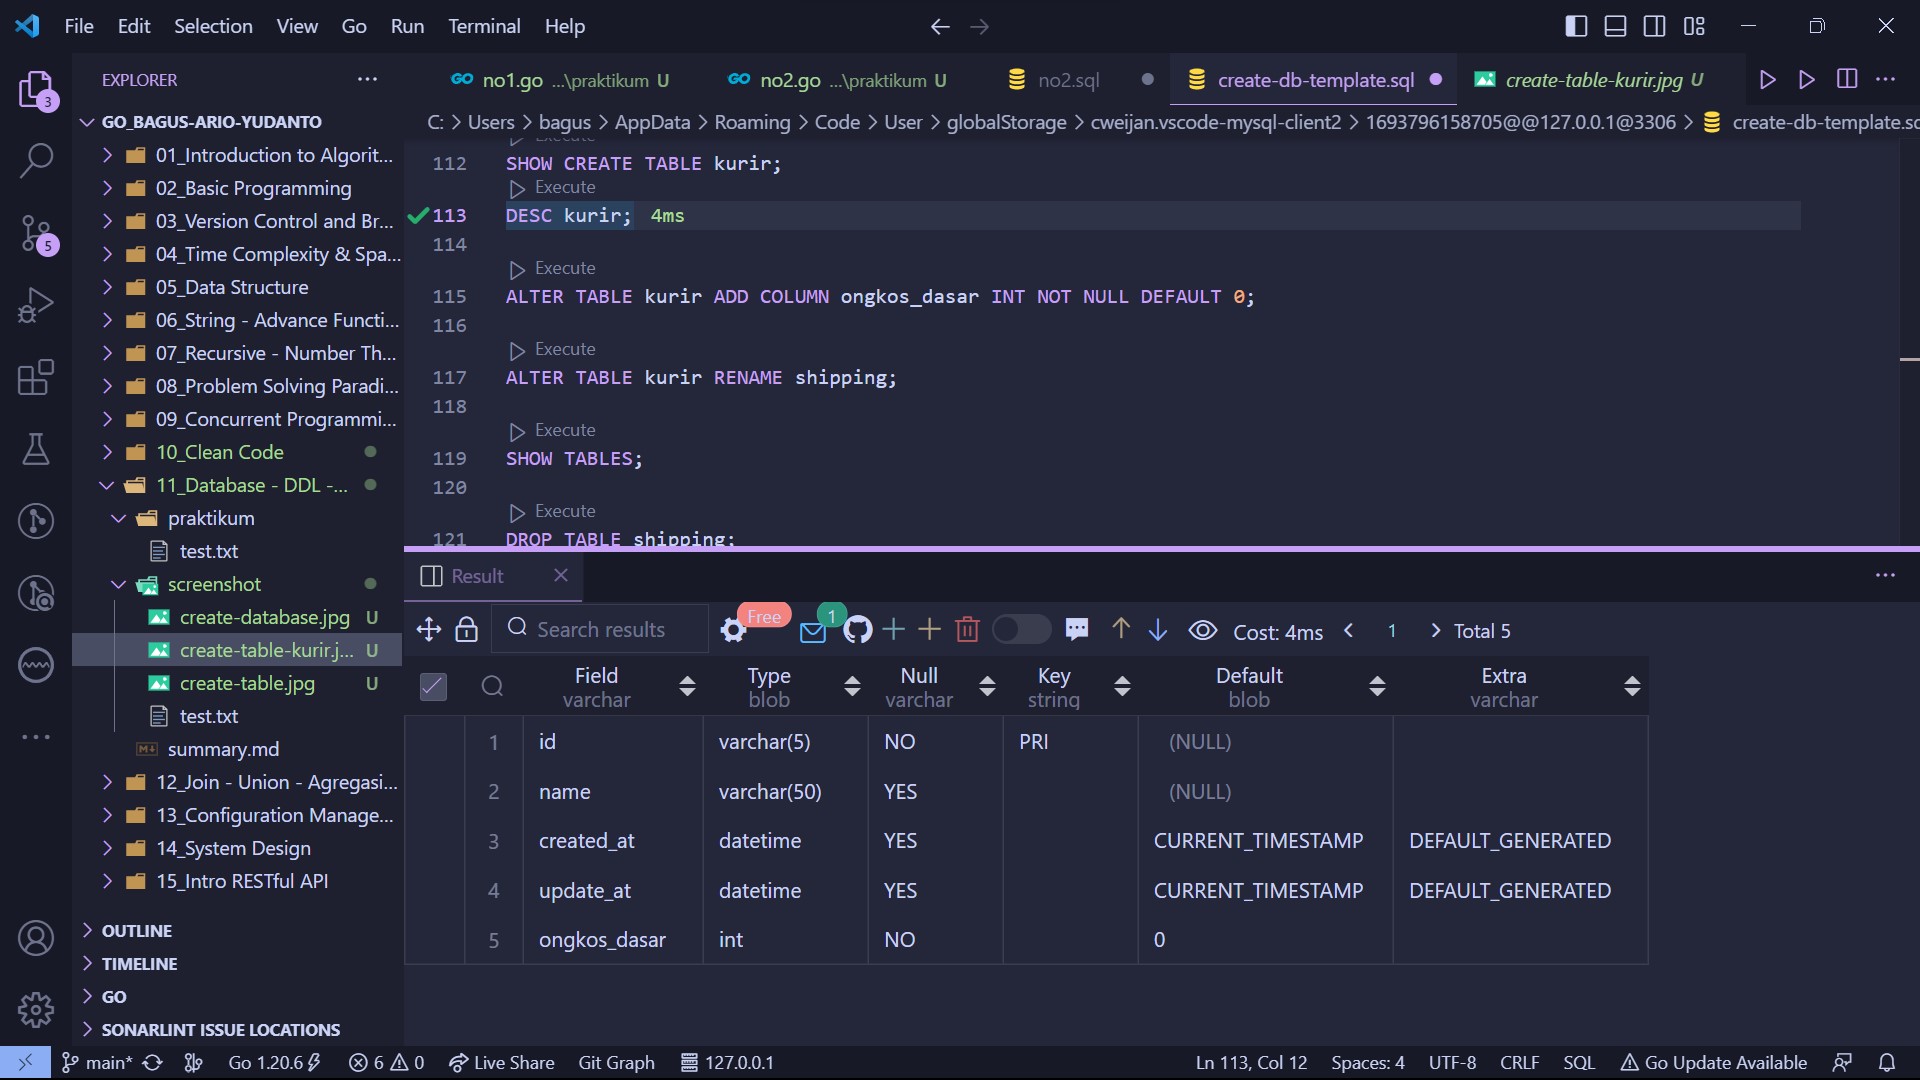 File Edit Selection View Go Run Terminal Help
EXPLORER
3
GO_BAGUS-ARIO-YUDANTO
01_Introduction to Algorit...
02_Basic Programming
03_Version Control and Br...
04_Time Complexity & Spa...
05_Data Structure
06_String - Advance Functi...
07_Recursive - Number Th...
08_Problem Solving Paradi...
09_Concurrent Programmi...
10_Clean Code
11_Database - DDL -...
praktikum
test.txt
screenshot
create-database.jpg U
create-table-kurir.j... U
create-table.jpg U
test.txt
summary.md
12_Join - Union - Agregasi...
13_Configuration Manage...
14_System Design
15_Intro RESTful API
5
OUTLINE
TIMELINE
GO
SONARLINT ISSUE LOCATIONS
GO no1.go ...\praktikum U GO no2.go ...\praktikum U no2.sql create-db-template.sql create-table-kurir.jpg U
C: > Users > bagus > AppData > Roaming > Code > User > globalStorage > cweijan.vscode-mysql-client2 > 1693796158705@@127.0.0.1@3306 > create-db-template.sq
112 SHOW CREATE TABLE kurir;
Execute
113 DESC kurir; 4ms
114
Execute
115 ALTER TABLE kurir ADD COLUMN ongkos_dasar INT NOT NULL DEFAULT 0;
116
Execute
117 ALTER TABLE kurir RENAME shipping;
118
Execute
119 SHOW TABLES;
120
Execute
121 DROP TABLE shipping;
Result
Search results Free 1 Cost: 4ms < 1 > Total 5
Field Type Null Key Default Extra
varchar blob varchar string blob varchar
1 id varchar(5) NO PRI (NULL)
2 name varchar(50) YES (NULL)
3 created_at datetime YES CURRENT_TIMESTAMP DEFAULT_GENERATED
4 update_at datetime YES CURRENT_TIMESTAMP DEFAULT_GENERATED
5 ongkos_dasar int NO 0
main* Go 1.20.6 6 0 Live Share Git Graph 127.0.0.1 Ln 113, Col 12 Spaces: 4 UTF-8 CRLF SQL Go Update Available